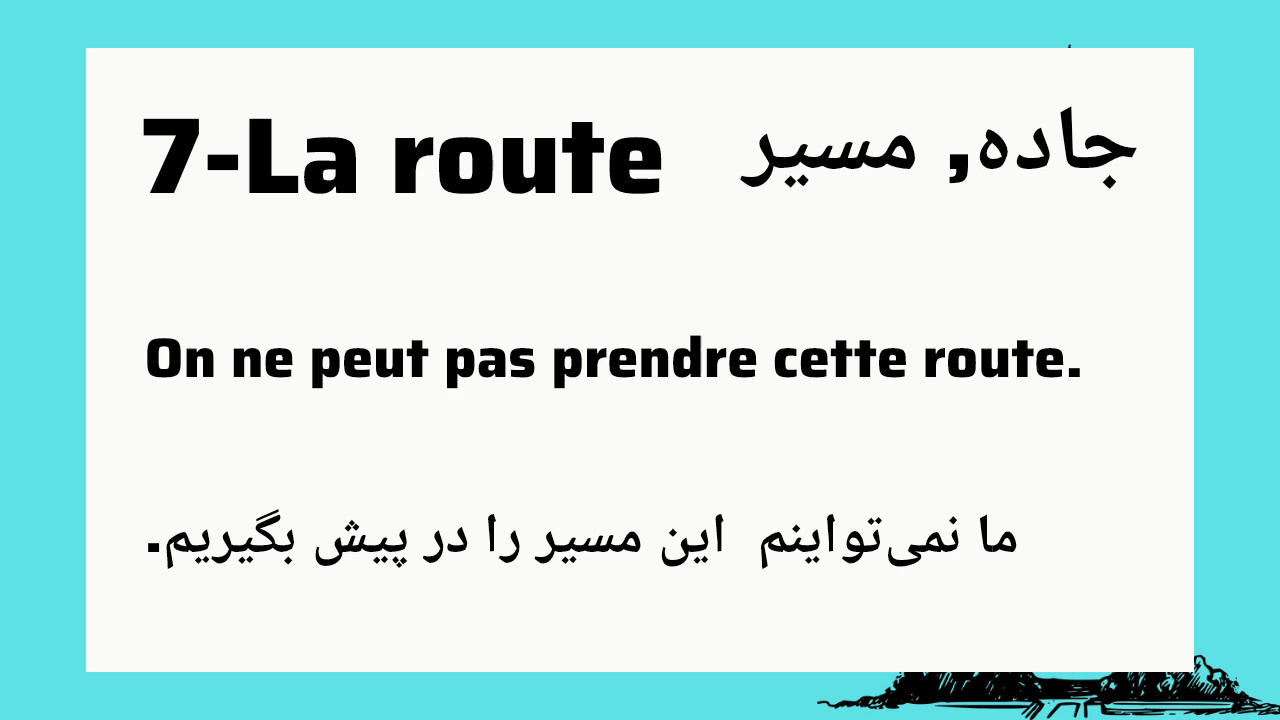 7-La route جاده, مسیر
On ne peut pas prendre cette route.
ما نمی‌تواینم این مسیر را در پیش بگیریم.